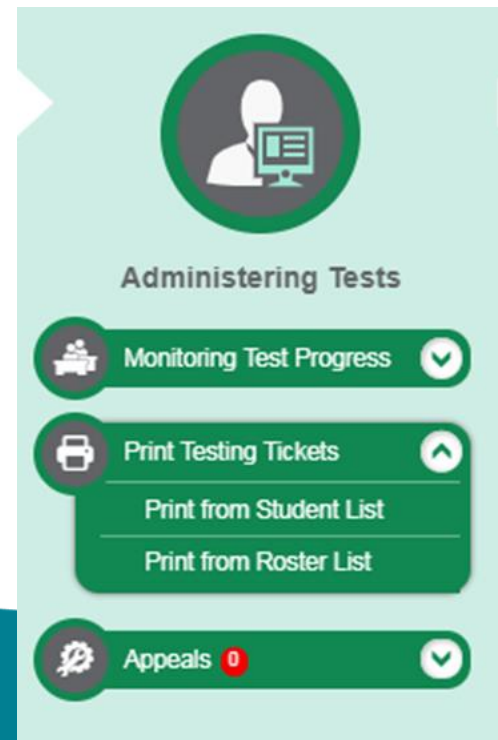 Administering Tests
Monitoring Test Progress
Print Testing Tickets
Print from Student List
Print from Roster List
Appeals 0